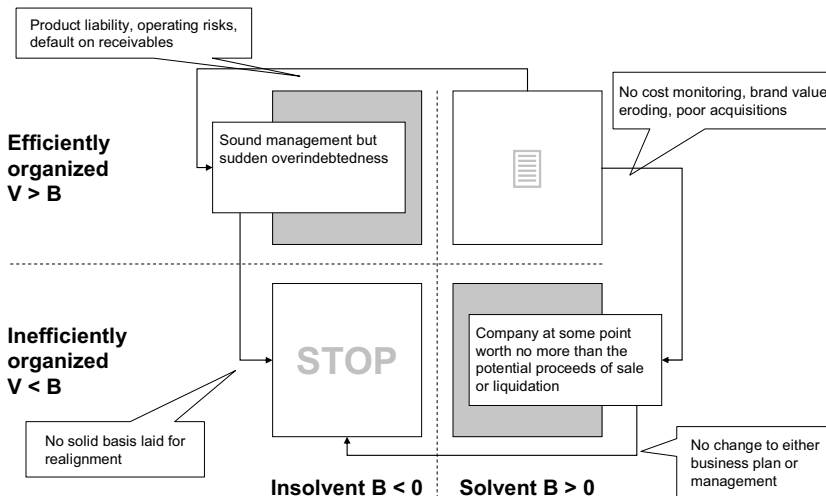 Product liability, operating risks,
default on receivables
No cost monitoring, brand value
eroding, poor acquisitions
Efficiently
organized
V > B
Sound management but
sudden overindebtedness
Inefficiently
organized
V < B
STOP
Company at some point
worth no more than the
potential proceeds of sale
or liquidation
No solid basis laid for
realignment
No change to either
business plan or
management
Insolvent B < 0
Solvent B > 0